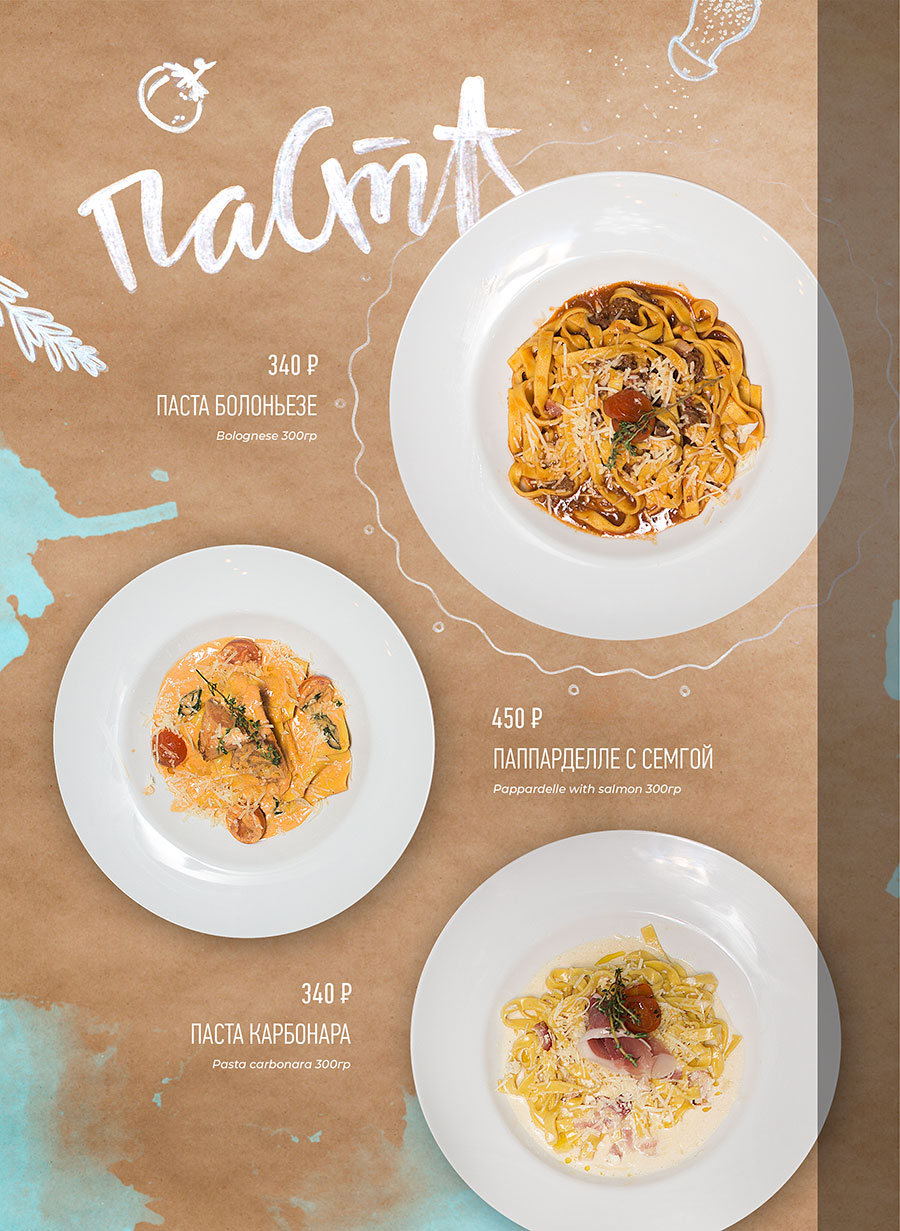 ПаСтА
340 ₽
ПАСТА БОЛОНЬЕЗЕ
Bolognese 300гр
450 ₽
ПАППАРДЕЛЛЕ С СЕМГОЙ
Pappardelle with salmon 300гр
340 ₽
ПАСТА КАРБОНАРА
Pasta carbonara 300гр